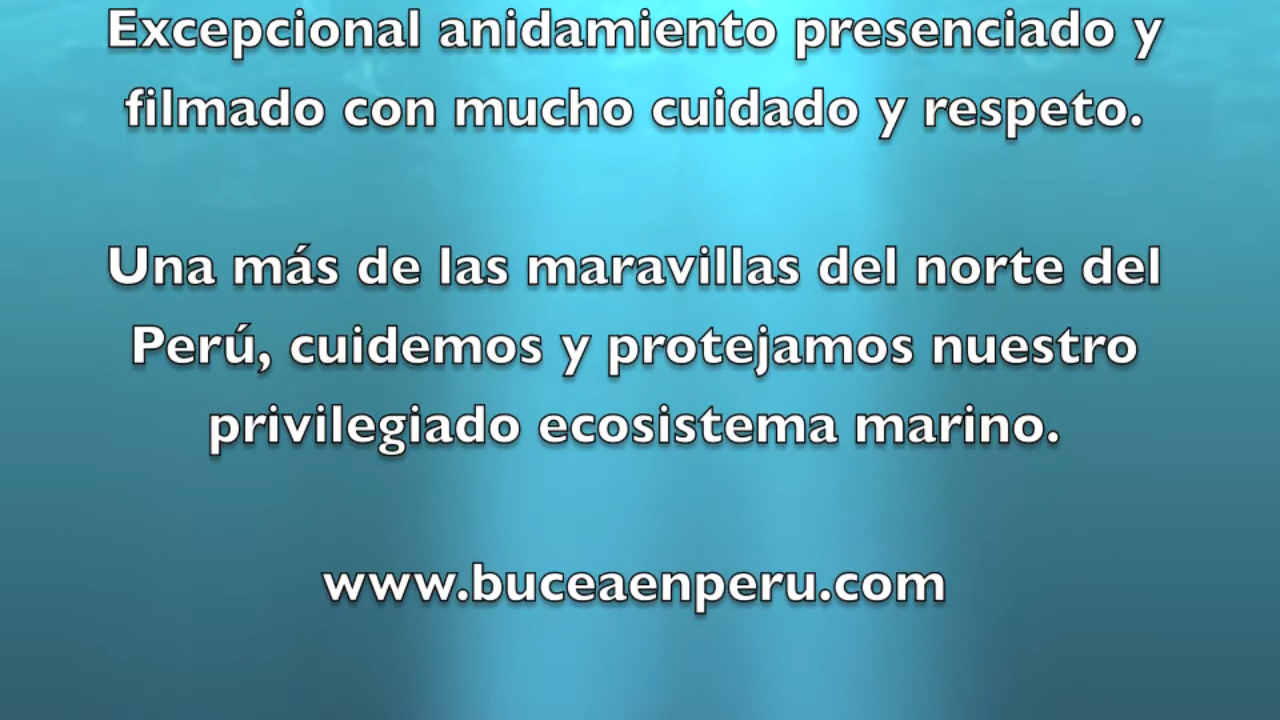 Excepcional anidamiento presenciado y
filmado con mucho cuidado y respeto.
Una más de las maravillas del norte del
Perú, cuidemos y protejamos nuestro
privilegiado ecosistema marino.
www.buceaenperu.com